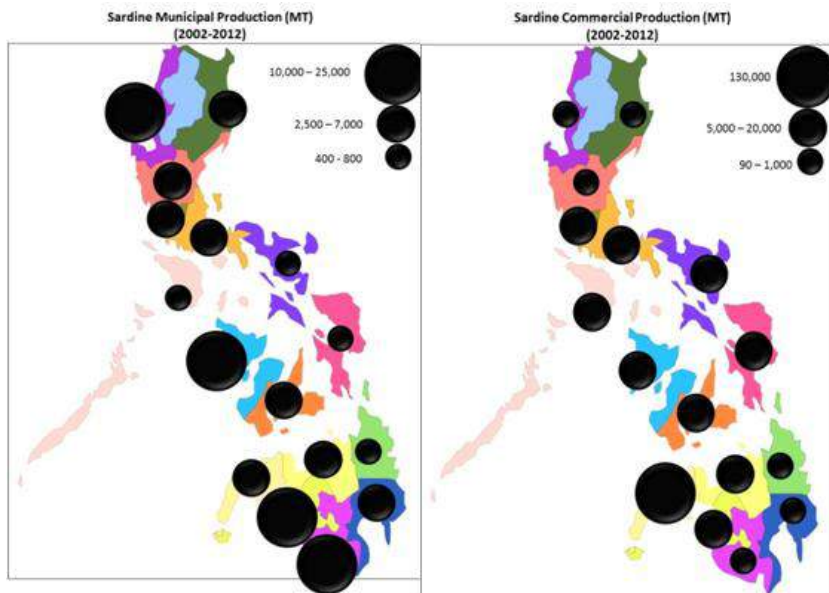 Sardine Municipal Production (MT)
(2002-2012)
10,000 – 25,000
2,500 – 7,000
400 - 800
Sardine Commercial Production (MT)
(2002-2012)
130,000
5,000 – 20,000
90 – 1,000